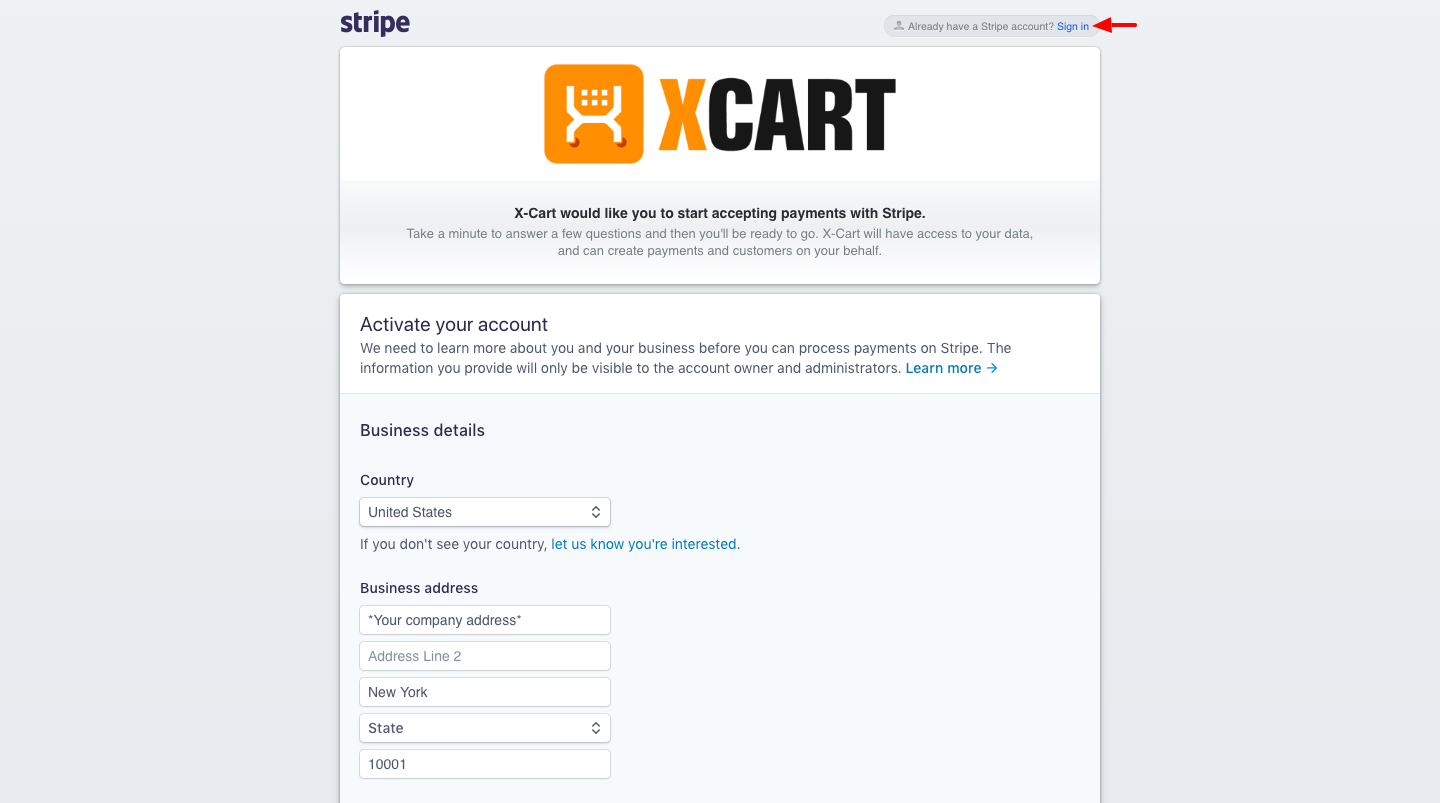 stripe
Already have a Stripe account? Sign in
XCART
X-Cart would like you to start accepting payments with Stripe.
Take a minute to answer a few questions and then you'll be ready to go. X-Cart will have access to your data,
and can create payments and customers on your behalf.
Activate your account
We need to learn more about you and your business before you can process payments on Stripe. The
information you provide will only be visible to the account owner and administrators. Learn more →
Business details
Country
United States
If you don't see your country, let us know you're interested.
Business address
*Your company address*
Address Line 2
New York
State
10001